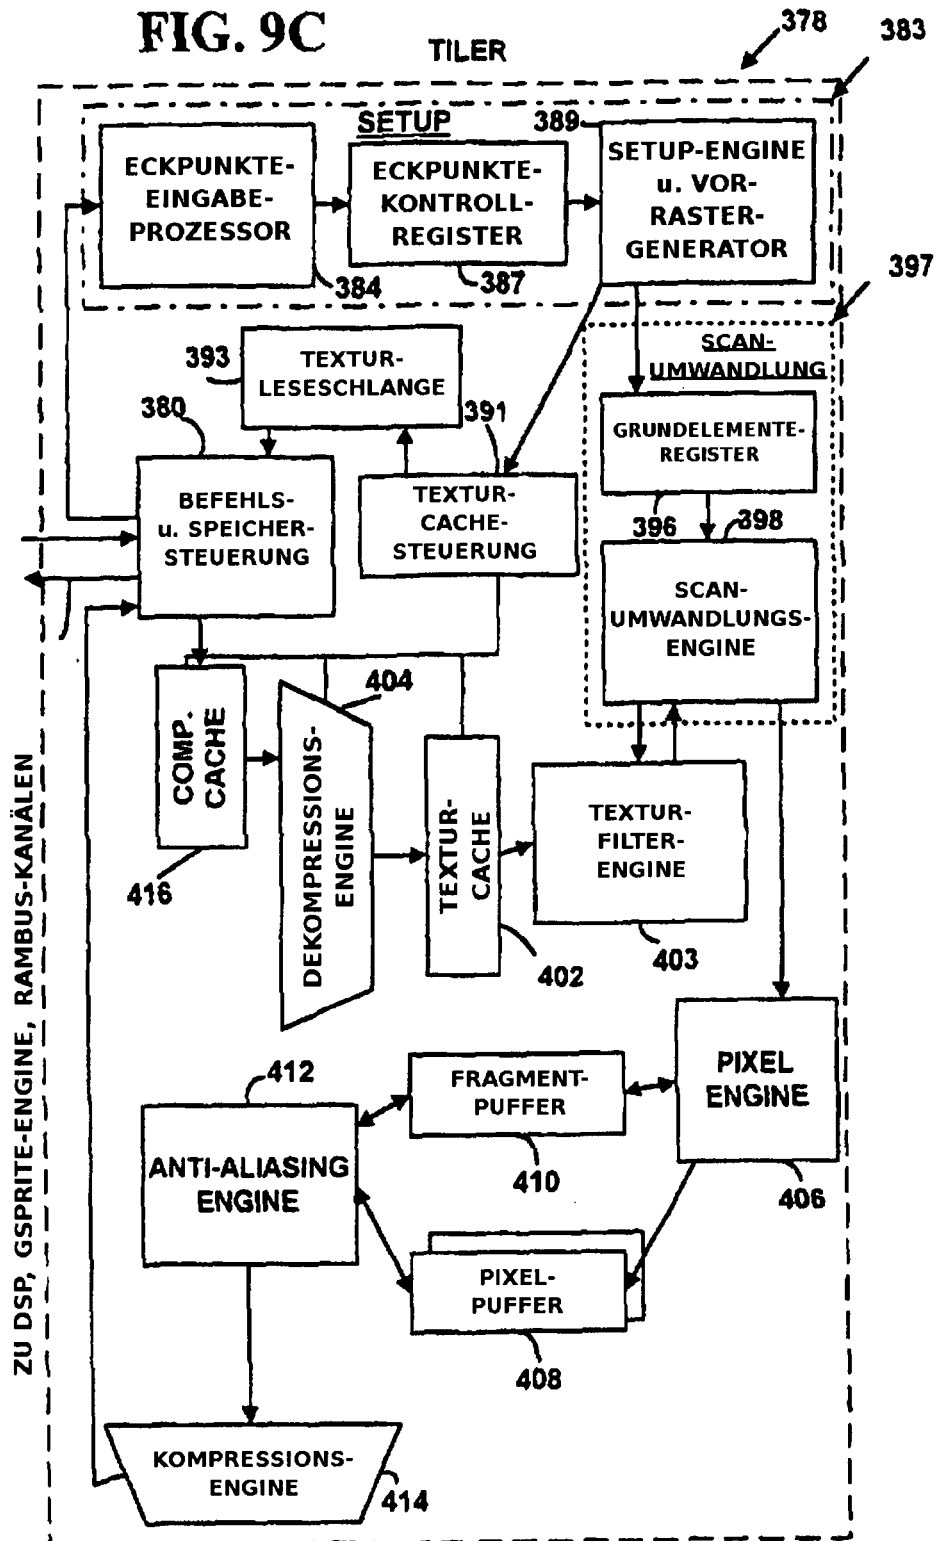 FIG. 9C
TILER
378
383
SETUP
389
ECKPUNKTE-
EINGABE-
PROZESSOR
384
ECKPUNKTE-
KONTROLL-
REGISTER
387
SETUP-ENGINE
u. VOR-
RASTER-
GENERATOR
397
SCAN-
UMWANDLUNG
393
TEXTUR-
LESESCHLANGE
380
391
GRUNDELEMENTE-
REGISTER
396
398
BEFEHLS-
u. SPEICHER-
STEUERUNG
TEXTUR-
CACHE-
STEUERUNG
SCAN-
UMWANDLUNGS-
ENGINE
404
COMP.
CACHE
416
DEKOMPRESSIONS-
ENGINE
TEXTUR-
CACHE
402
TEXTUR-
FILTER-
ENGINE
403
ZU DSP, GSPRITE-ENGINE, RAMBUS-KANÄLEN
412
ANTI-ALIASING
ENGINE
FRAGMENT-
PUFFER
410
PIXEL
ENGINE
406
PIXEL-
PUFFER
408
KOMPRESSIONS-
ENGINE
414